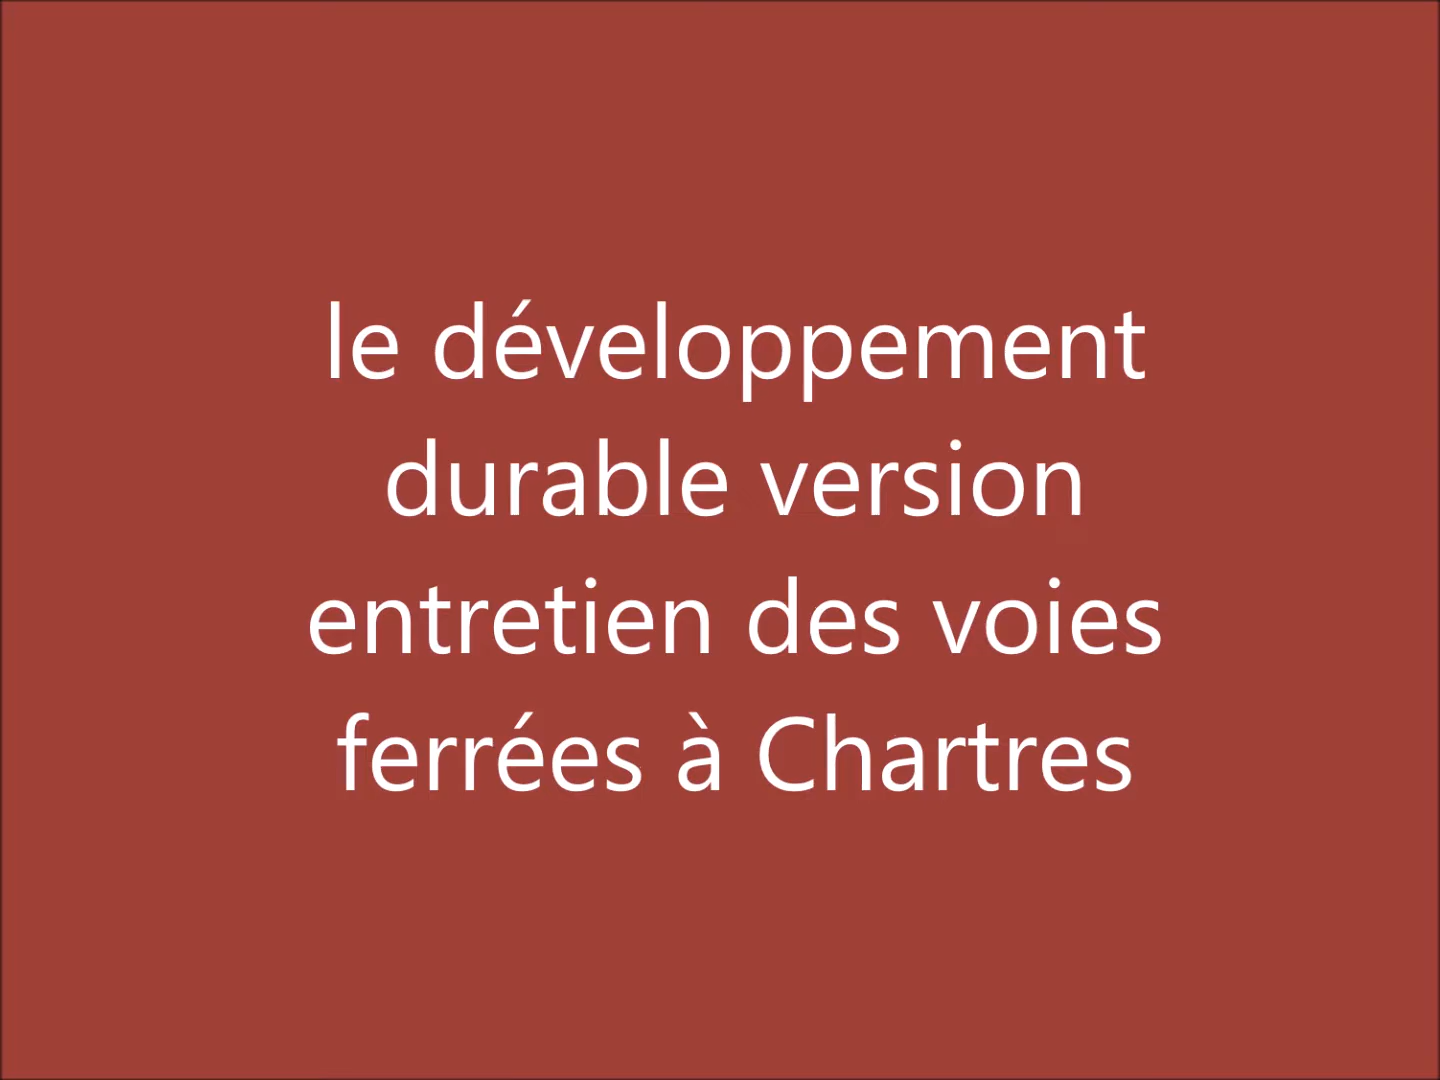 le développement
durable version
entretien des voies
ferrées à Chartres